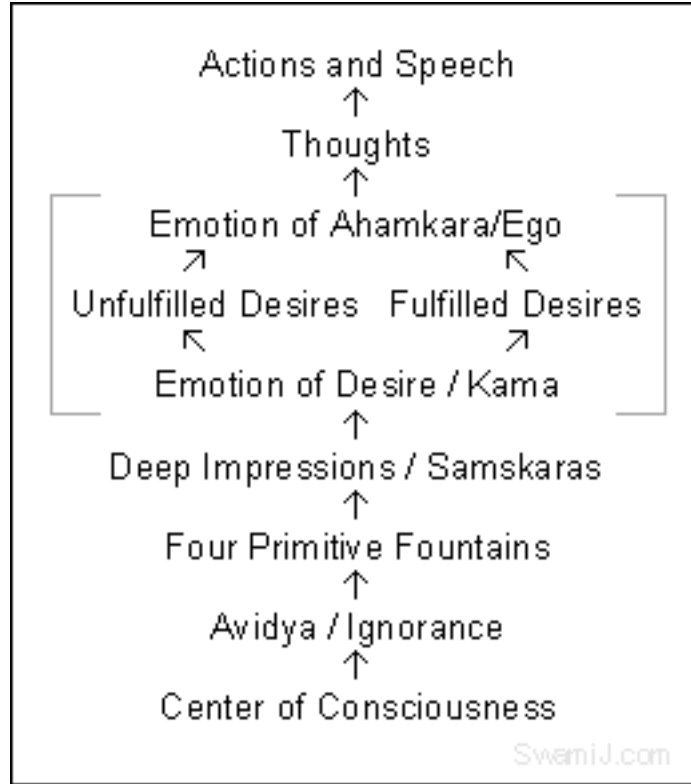 Actions and Speech
Thoughts
Emotion of Ahamkara/Ego
Unfulfilled Desires Fulfilled Desires
Emotion of Desire / Kama
Deep Impressions / Samskaras
Four Primitive Fountains
Avidya / Ignorance
Center of Consciousness
SwamiJ.com